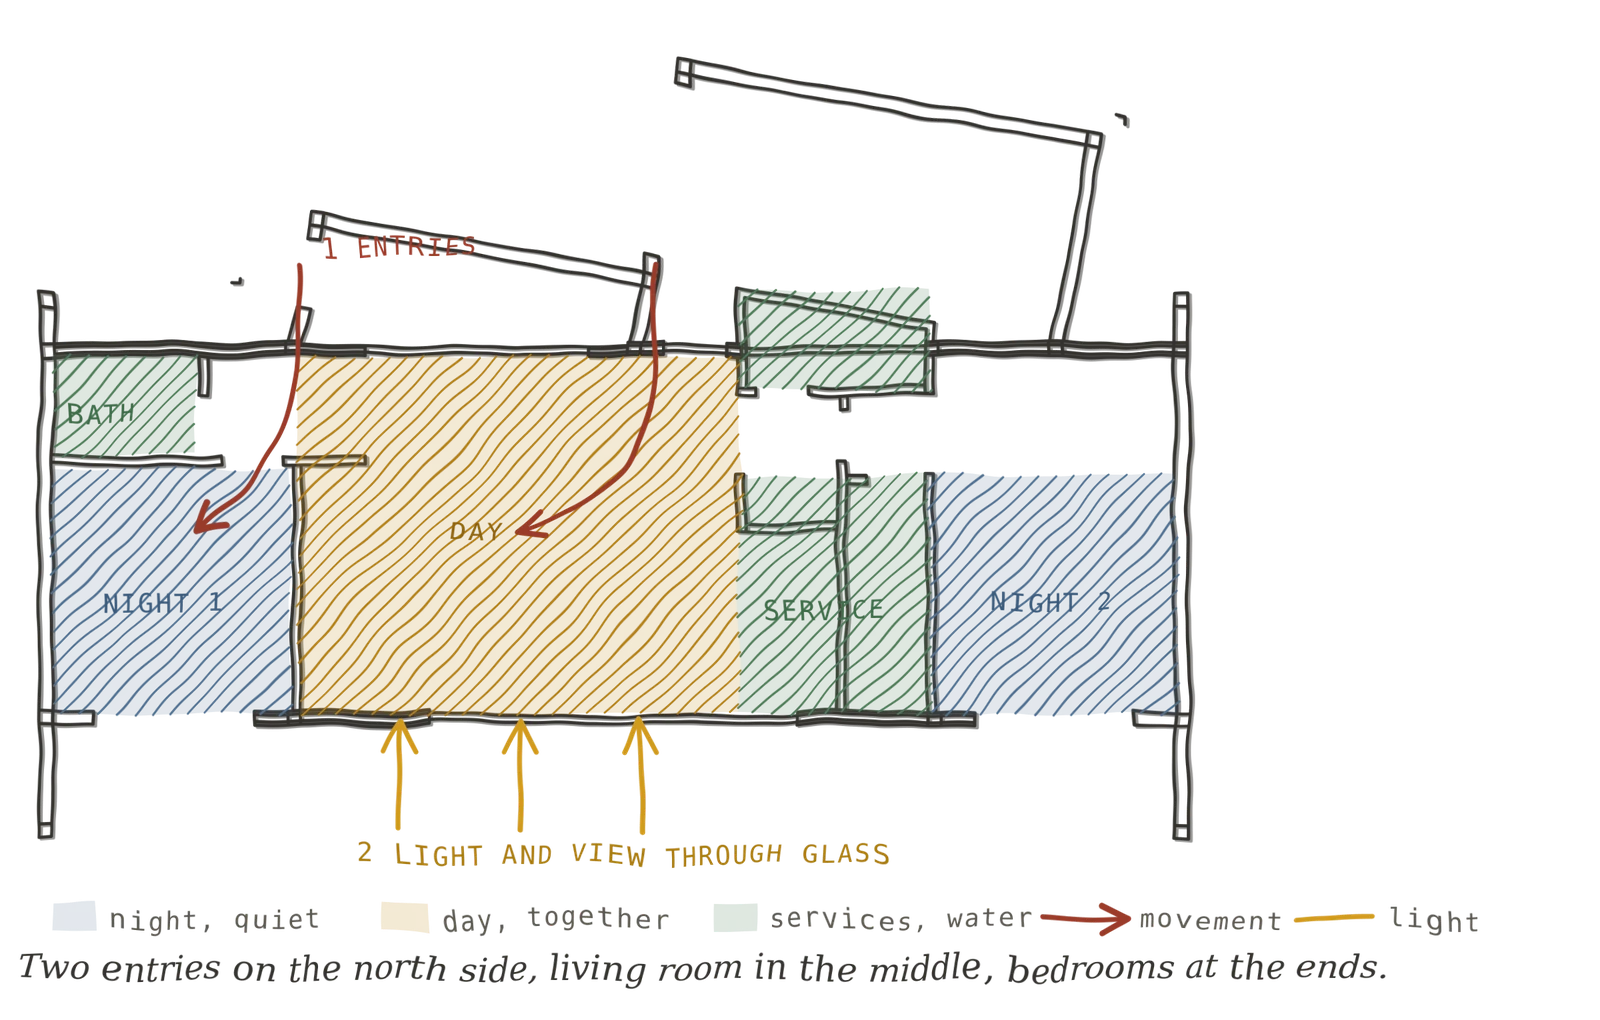 1 ENTRIES
BATH
DAY
NIGHT 1
SERVICE
NIGHT 2
2 LIGHT AND VIEW THROUGH GLASS
night, quiet
day, together
services, water
movement
light
Two entries on the north side, living room in the middle, bedrooms at the ends.